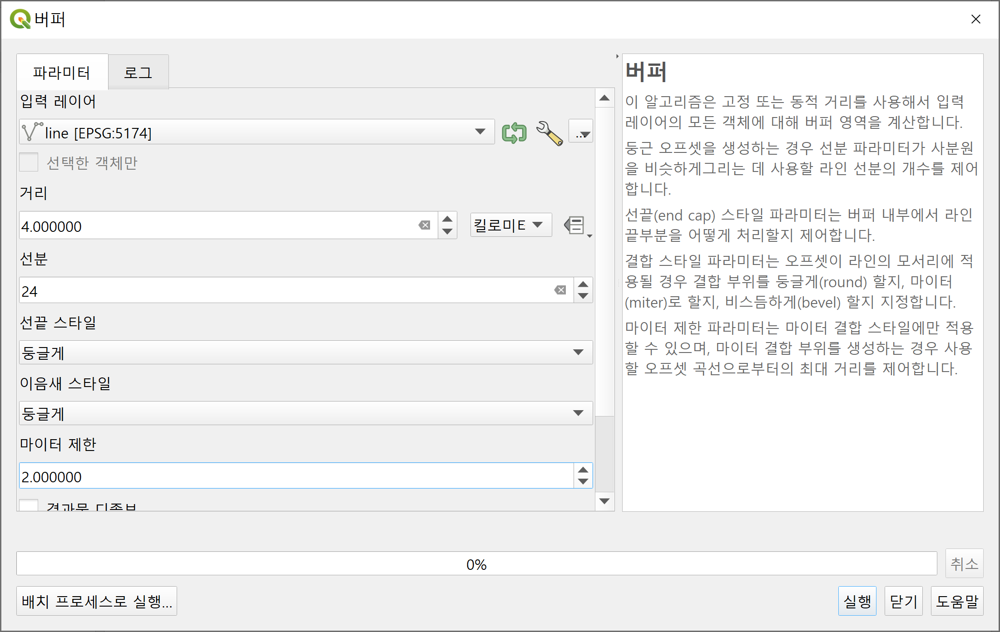 버퍼
파라미터
로그
입력 레이어
line [EPSG:5174]
...
선택한 객체만
거리
4.000000
킬로미터
선분
24
선끝 스타일
둥글게
이음새 스타일
둥글게
마이터 제한
2.000000
결과물 디졸브
버퍼
이 알고리즘은 고정 또는 동적 거리를 사용해서 입력
레이어의 모든 객체에 대해 버퍼 영역을 계산합니다.
둥근 오프셋을 생성하는 경우 선분 파라미터가 사분원
을 비슷하게그리는 데 사용할 라인 선분의 개수를 제어
합니다.
선끝(end cap) 스타일 파라미터는 버퍼 내부에서 라인
끝부분을 어떻게 처리할지 제어합니다.
결합 스타일 파라미터는 오프셋이 라인의 모서리에 적
용될 경우 결합 부위를 둥글게(round) 할지, 마이터
(miter)로 할지, 비스듬하게(bevel) 할지 지정합니다.
마이터 제한 파라미터는 마이터 결합 스타일에만 적용
할 수 있으며, 마이터 결합 부위를 생성하는 경우 사용
할 오프셋 곡선으로부터의 최대 거리를 제어합니다.
0%
취소
배치 프로세스로 실행...
실행
닫기
도움말